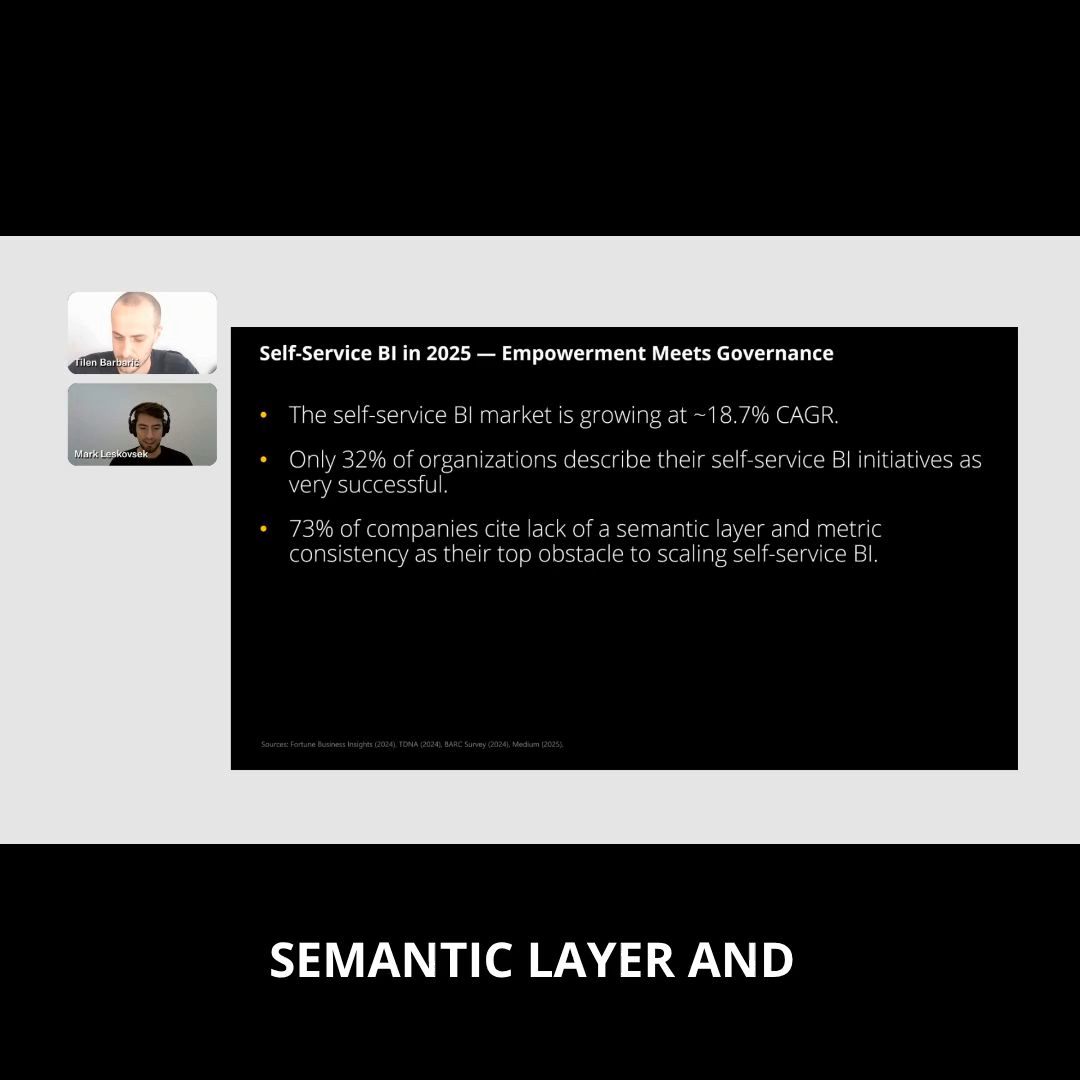 Tilen Barbarič
Mark Leskovsek
Self-Service BI in 2025 — Empowerment Meets Governance
• The self-service BI market is growing at ~18.7% CAGR.
• Only 32% of organizations describe their self-service BI initiatives as
very successful.
• 73% of companies cite lack of a semantic layer and metric
consistency as their top obstacle to scaling self-service BI.
Sources: Fortune Business Insights (2024), TDNA (2024), BARC Survey (2024), Medium (2025).
SEMANTIC LAYER AND